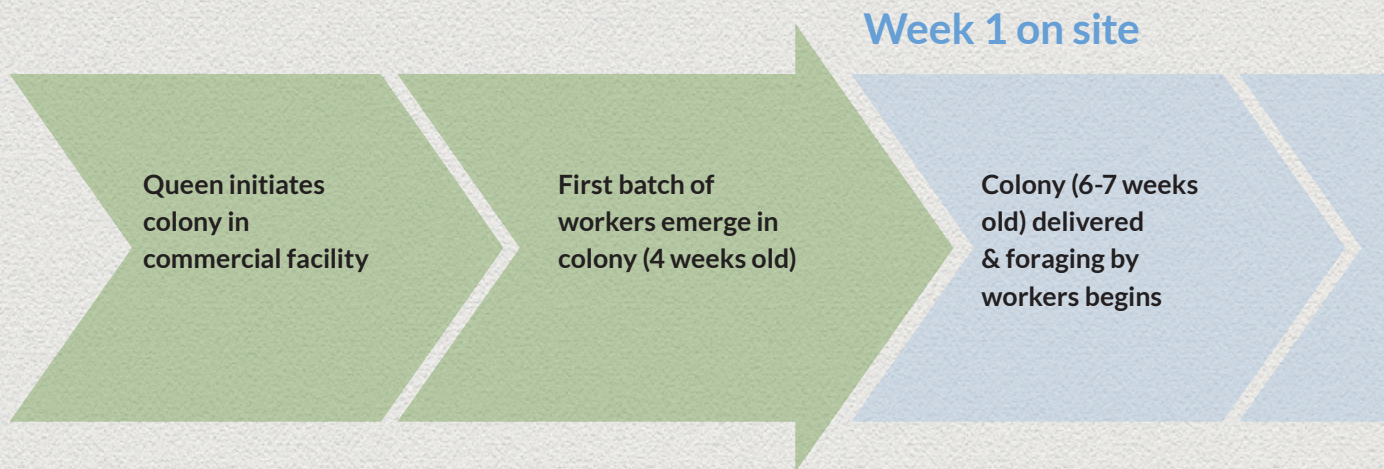 Week 1 on site
Queen initiates
colony in
commercial facility
First batch of
workers emerge in
colony (4 weeks old)
Colony (6-7 weeks
old) delivered
& foraging by
workers begins